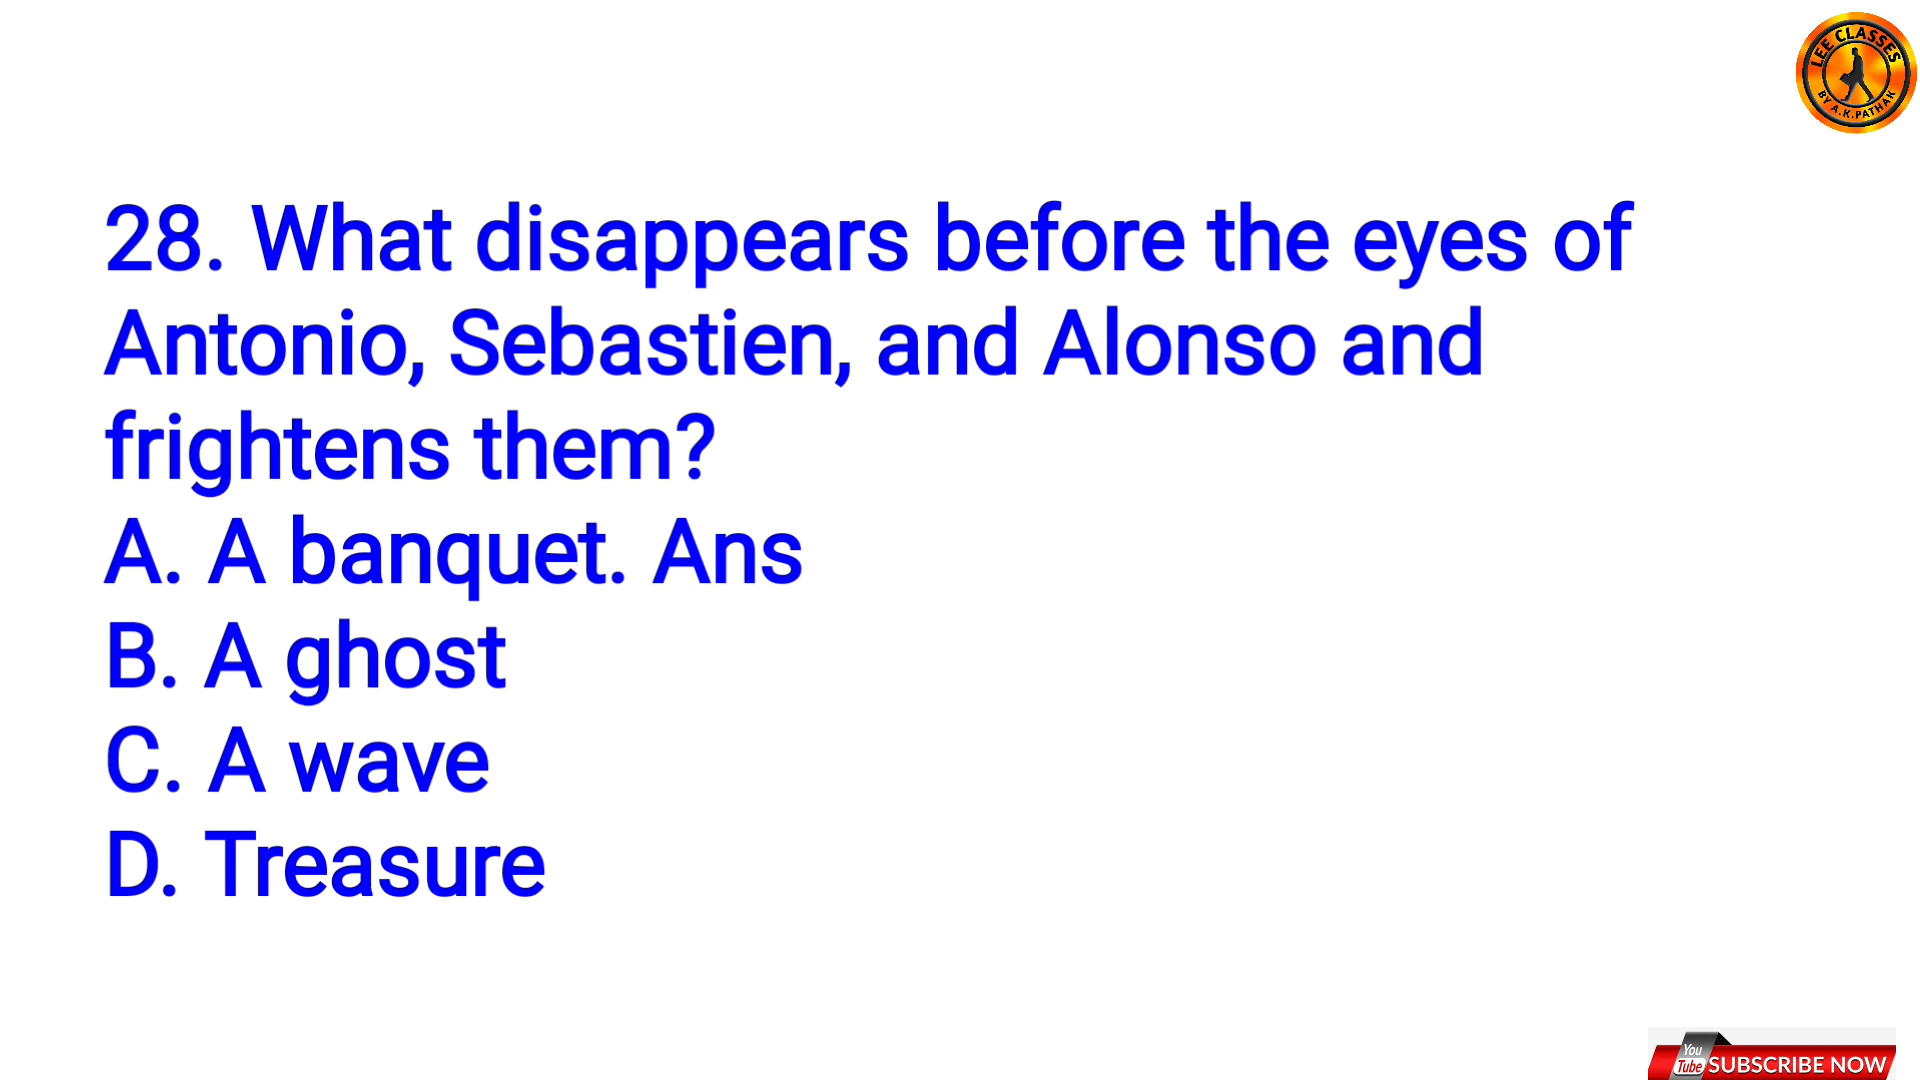 LEE CLASSES
BY A.K.PATHAK
28. What disappears before the eyes of
Antonio, Sebastien, and Alonso and
frightens them?
A. A banquet. Ans
B. A ghost
C. A wave
D. Treasure
You
Tube SUBSCRIBE NOW